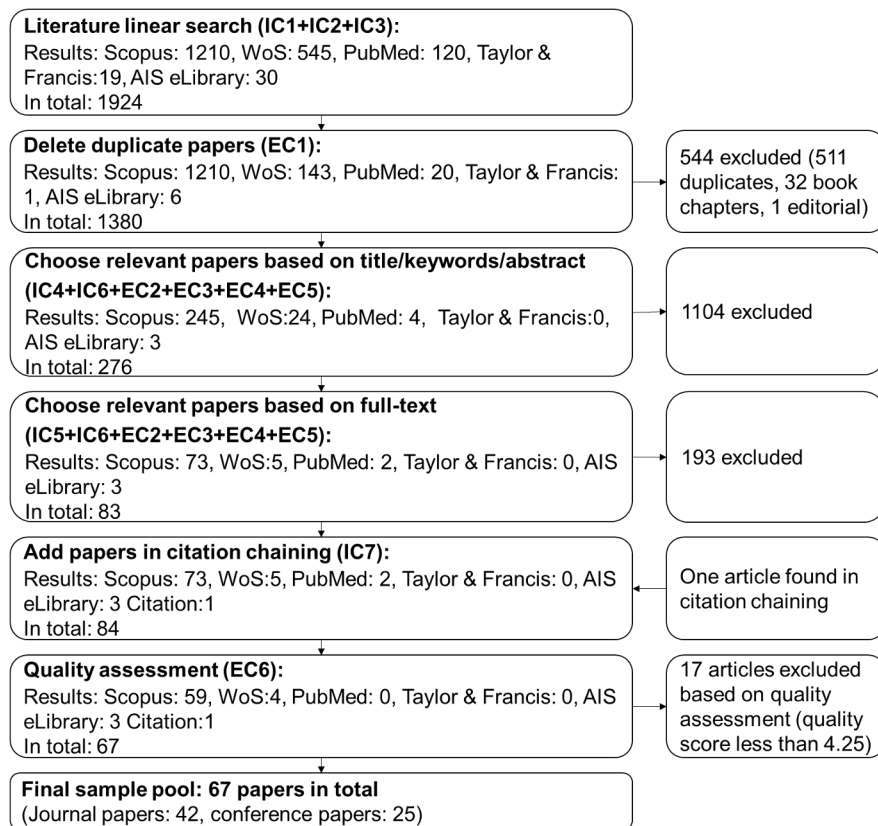 Literature linear search (IC1+IC2+IC3):
Results: Scopus: 1210, WoS: 545, PubMed: 120, Taylor &
Francis:19, AIS eLibrary: 30
In total: 1924
Delete duplicate papers (EC1):
Results: Scopus: 1210, WoS: 143, PubMed: 20, Taylor & Francis:
1, AIS eLibrary: 6
In total: 1380
544 excluded (511
duplicates, 32 book
chapters, 1 editorial)
Choose relevant papers based on title/keywords/abstract
(IC4+IC6+EC2+EC3+EC4+EC5):
Results: Scopus: 245, WoS:24, PubMed: 4, Taylor & Francis:0,
AIS eLibrary: 3
In total: 276
1104 excluded
Choose relevant papers based on full-text
(IC5+IC6+EC2+EC3+EC4+EC5):
Results: Scopus: 73, WoS:5, PubMed: 2, Taylor & Francis: 0, AIS
eLibrary: 3
In total: 83
193 excluded
Add papers in citation chaining (IC7):
Results: Scopus: 73, WoS:5, PubMed: 2, Taylor & Francis: 0, AIS
eLibrary: 3 Citation:1
In total: 84
One article found in
citation chaining
Quality assessment (EC6):
Results: Scopus: 59, WoS:4, PubMed: 0, Taylor & Francis: 0, AIS
eLibrary: 3 Citation:1
In total: 67
17 articles excluded
based on quality
assessment (quality
score less than 4.25)
Final sample pool: 67 papers in total
(Journal papers: 42, conference papers: 25)